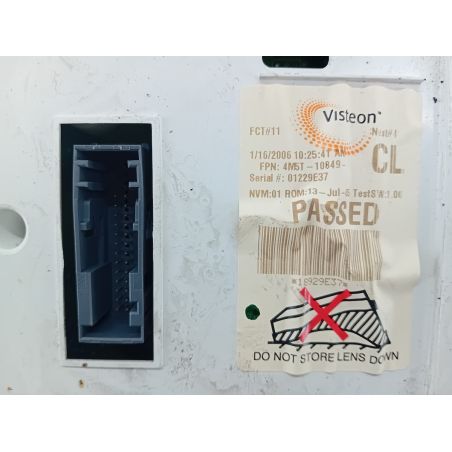 Visteon
FCT#11
1/16/2006 10:25:41 AM
CL
FPN: 4M5T-10849-
Serial #: 01229E37
NVM:01 ROM:13-Jul-5 TestSW:1.00
PASSED
DO NOT STORE LENS DOWN